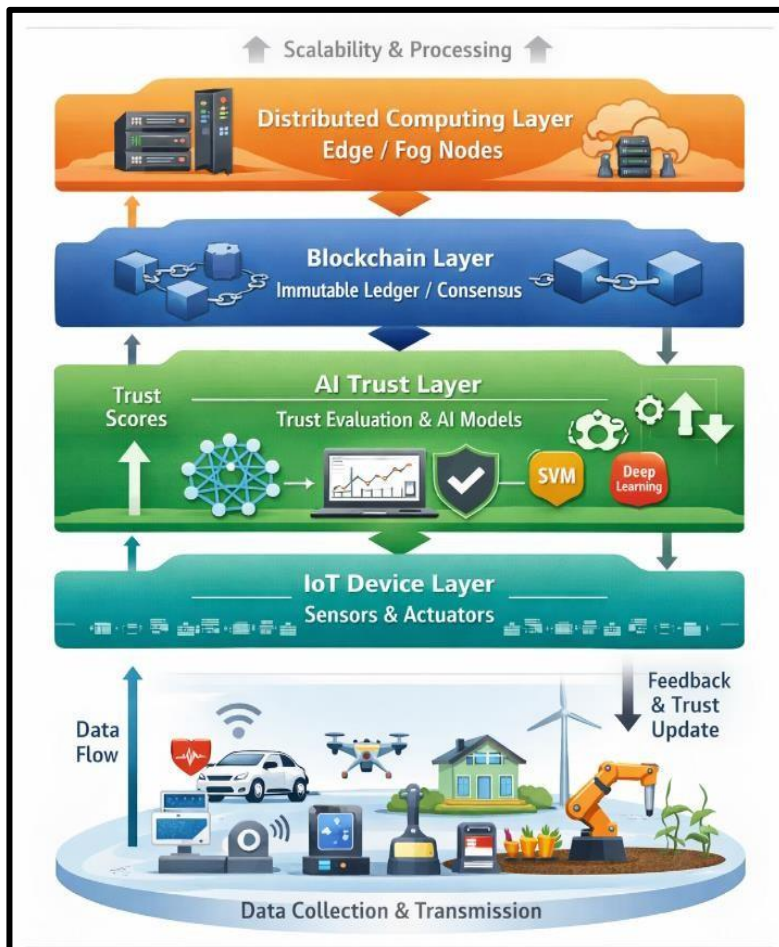 Scalability & Processing
Distributed Computing Layer
Edge / Fog Nodes
Blockchain Layer
Immutable Ledger / Consensus
AI Trust Layer
Trust
Scores
Trust Evaluation & AI Models
SVM
Deep
Learning
IoT Device Layer
Sensors & Actuators
Data
Flow
Feedback
& Trust
Update
Data Collection & Transmission